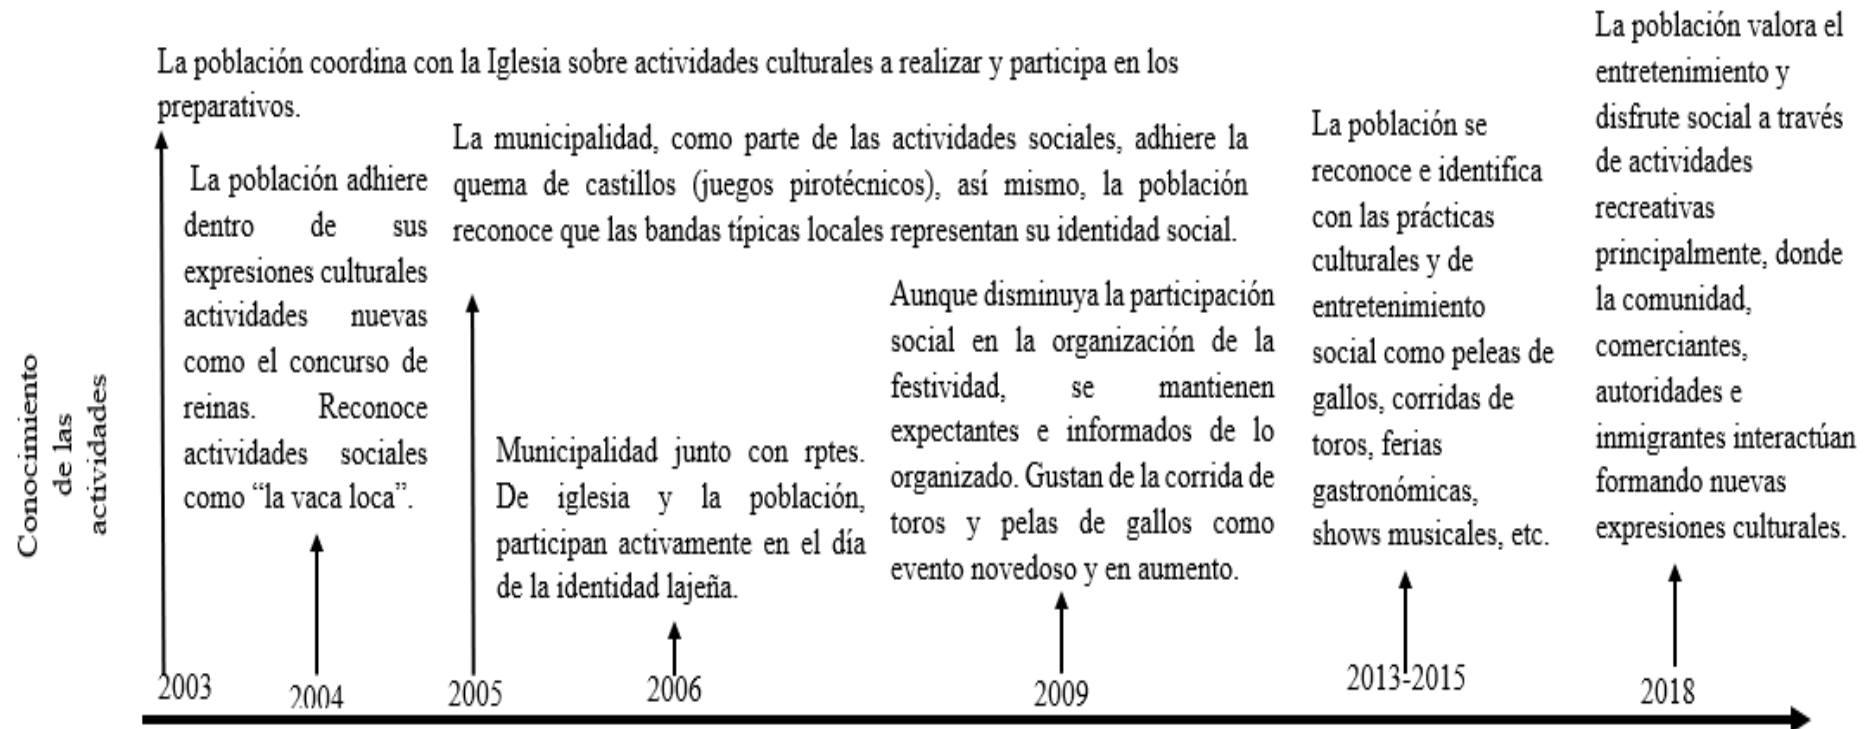 La población coordina con la Iglesia sobre actividades culturales a realizar y participa en los
preparativos.
La población adhiere
dentro de sus
expresiones culturales
actividades nuevas
como el concurso de
reinas. Reconoce
actividades sociales
como “la vaca loca”.
La municipalidad, como parte de las actividades sociales, adhiere la
quema de castillos (juegos pirotécnicos), así mismo, la población
reconoce que las bandas típicas locales representan su identidad social.
Municipalidad junto con rptes.
De iglesia y la población,
participan activamente en el día
de la identidad lajeña.
Aunque disminuya la participación
social en la organización de la
festividad, se mantienen
expectantes e informados de lo
organizado. Gustan de la corrida de
toros y pelas de gallos como
evento novedoso y en aumento.
La población se
reconoce e identifica
con las prácticas
culturales y de
entretenimiento
social como peleas de
gallos, corridas de
toros, ferias
gastronómicas,
shows musicales, etc.
La población valora el
entretenimiento y
disfrute social a través
de actividades
recreativas
principalmente, donde
la comunidad,
comerciantes,
autoridades e
inmigrantes interactúan
formando nuevas
expresiones culturales.
Conocimiento
de las
actividades
2003
2004
2005
2006
2009
2013-2015
2018